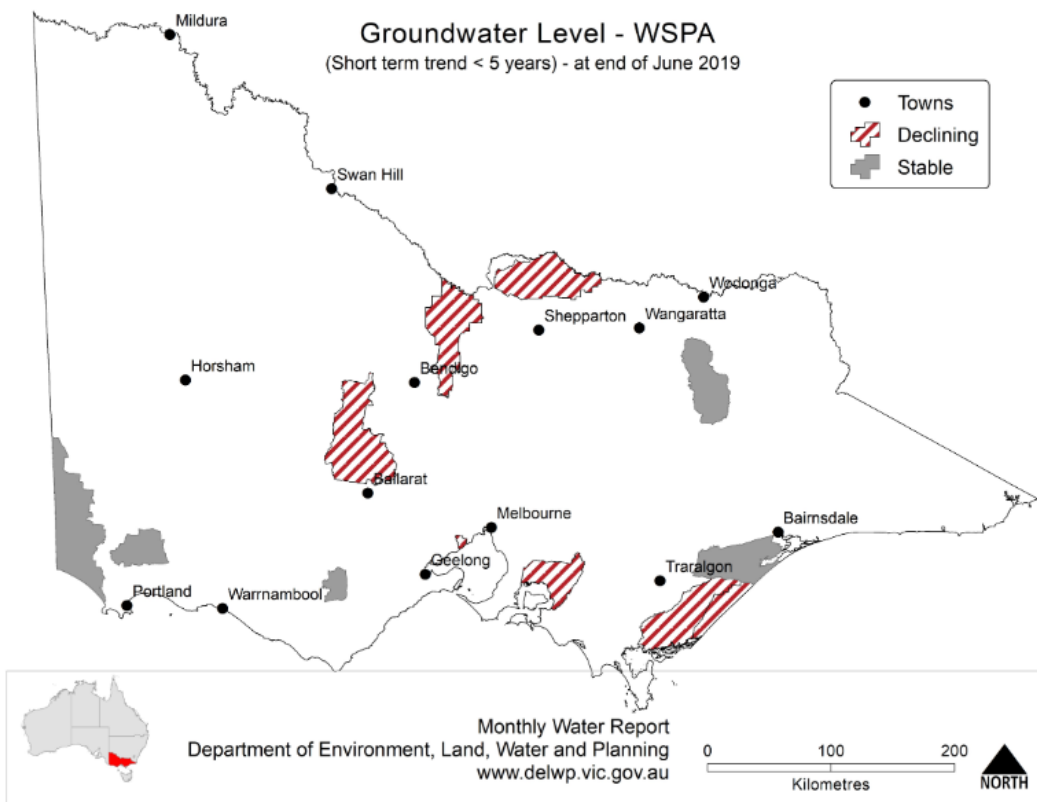 Groundwater Level - WSPA
(Short term trend < 5 years) - at end of June 2019
Towns
Declining
Stable
Mildura
Swan Hill
Wodonga
Shepparton
Wangaratta
Horsham
Bendigo
Ballarat
Melbourne
Bairnsdale
Geelong
Traralgon
Portland
Warrnambool
Monthly Water Report
Department of Environment, Land, Water and Planning
www.delwp.vic.gov.au
0 100 200
Kilometres
NORTH